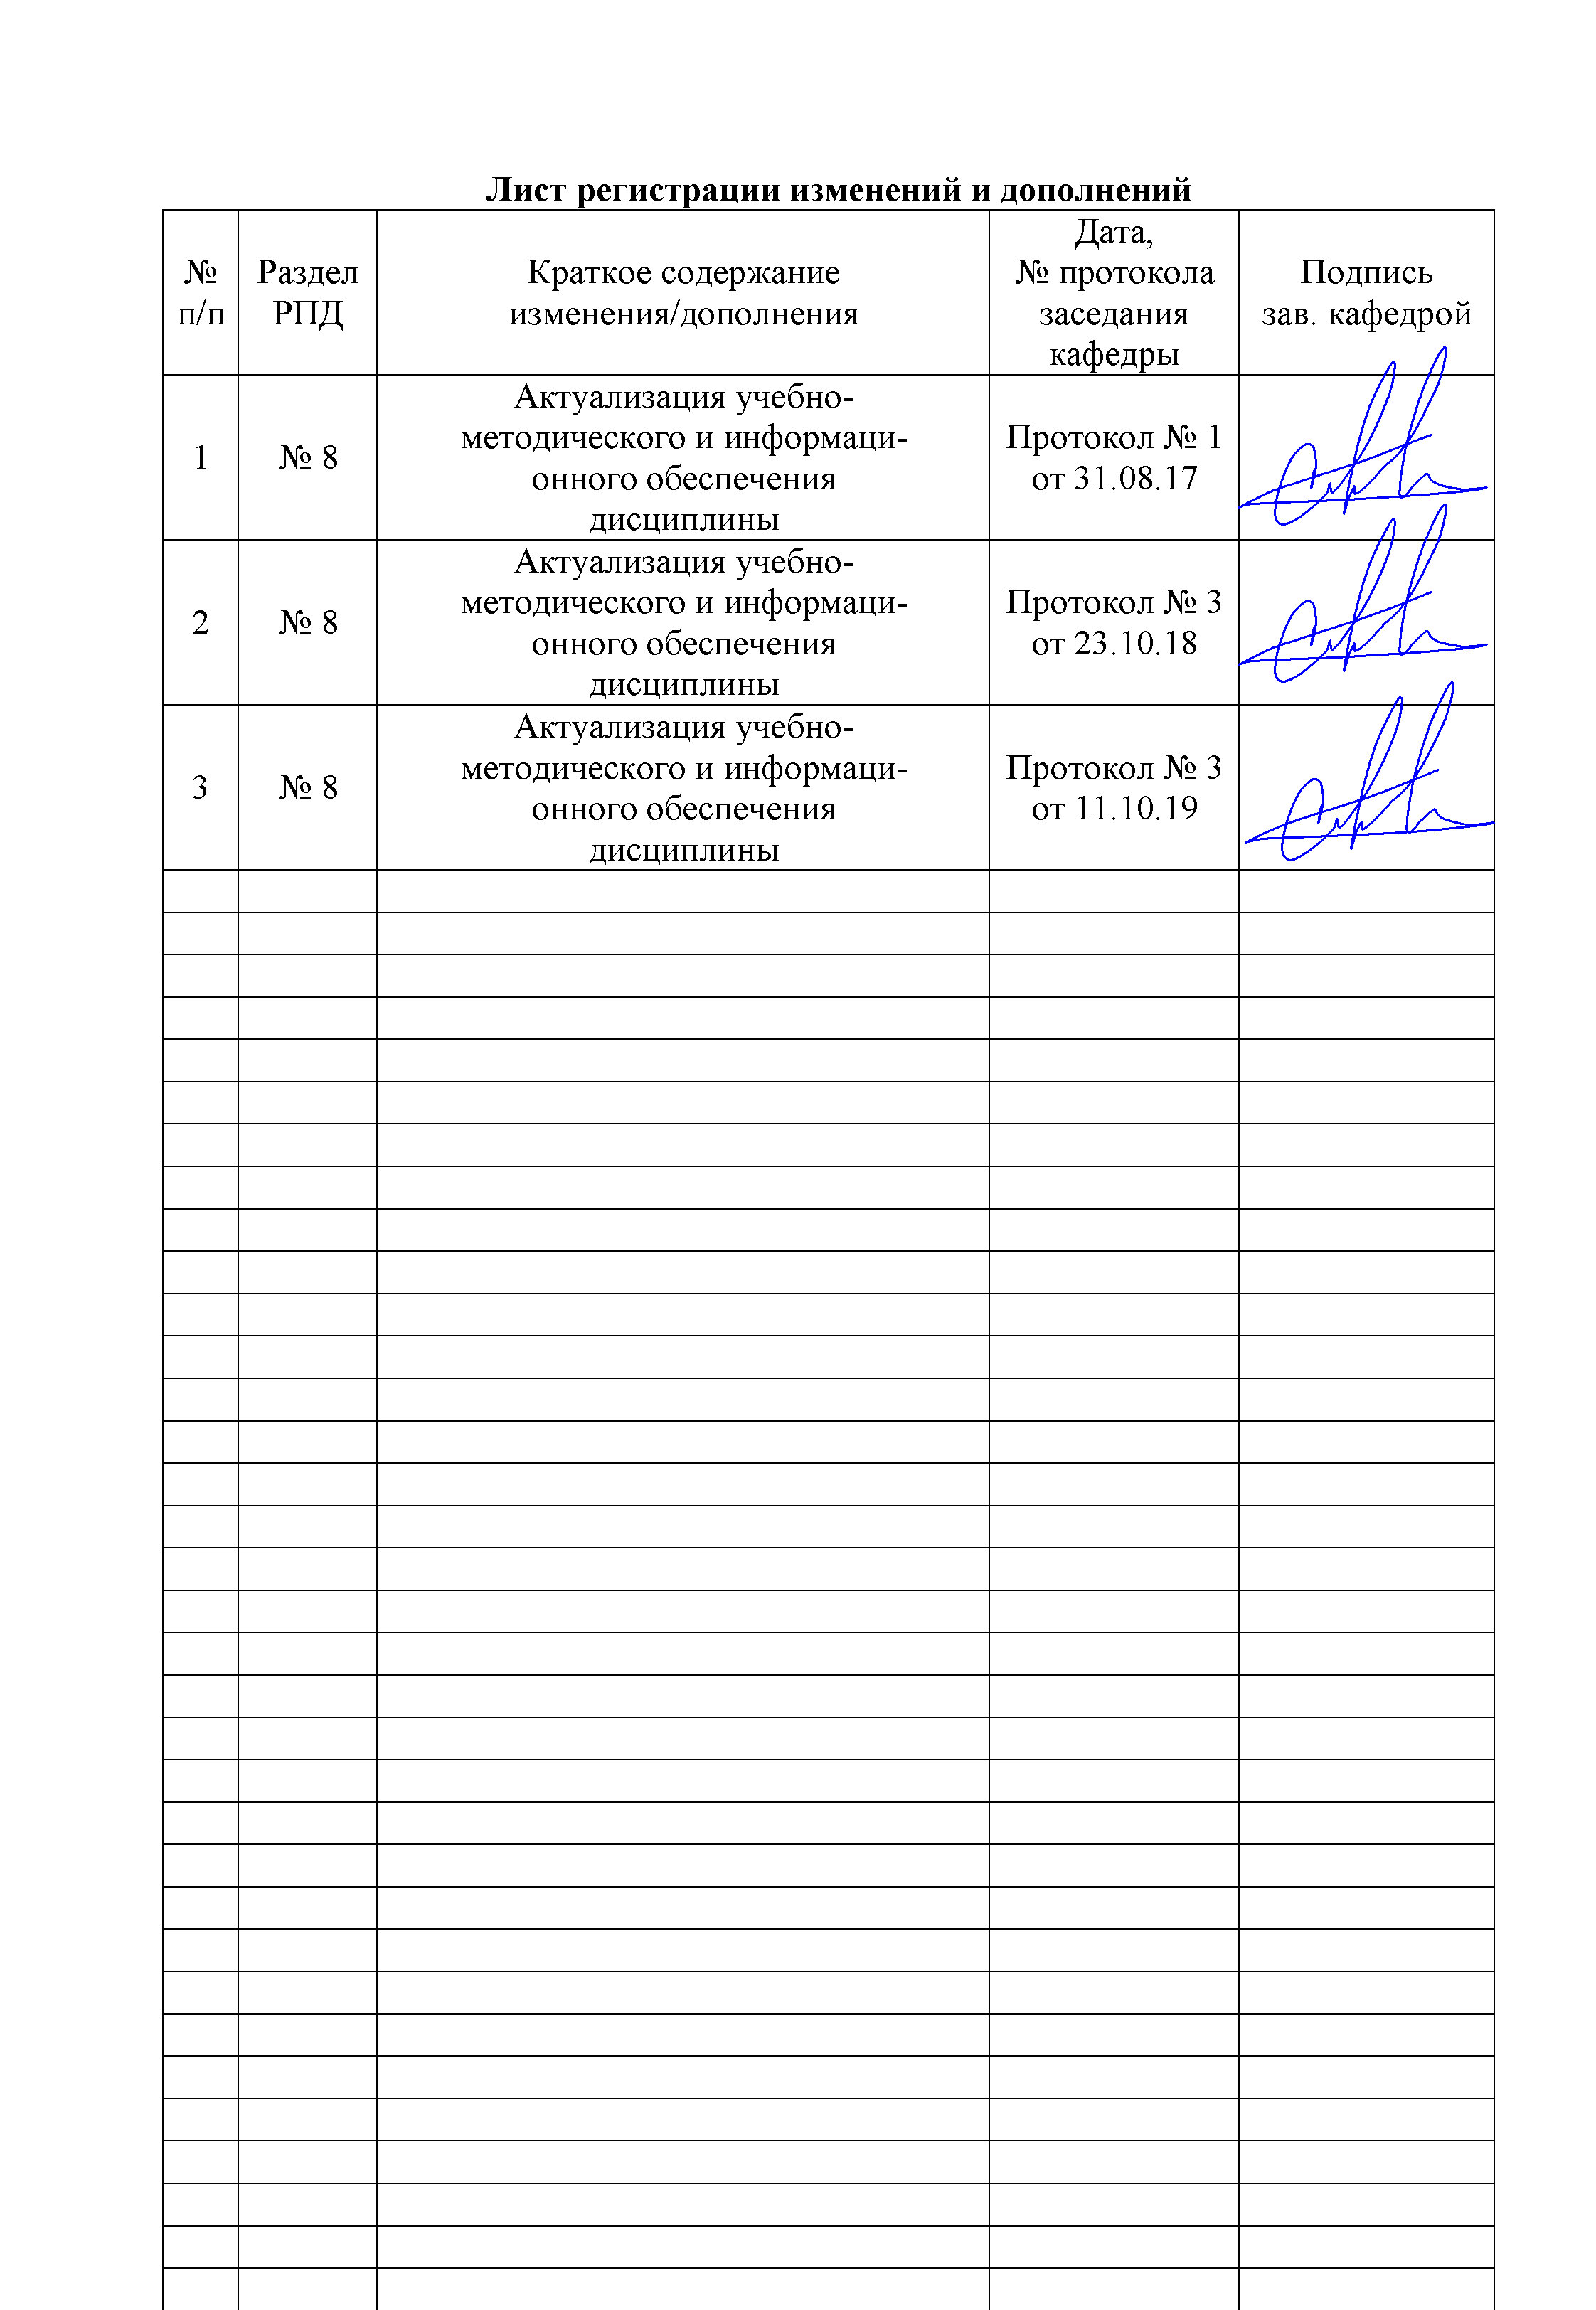 Лист регистрации изменений и дополнений
№
п/п
Раздел
РПД
Краткое содержание
изменения/дополнения
Дата,
№ протокола
заседания
кафедры
Подпись
зав. кафедрой
1
№ 8
Актуализация учебно-
методического и информаци-
онного обеспечения
дисциплины
Протокол № 1
от 31.08.17
2
№ 8
Актуализация учебно-
методического и информаци-
онного обеспечения
дисциплины
Протокол № 3
от 23.10.18
3
№ 8
Актуализация учебно-
методического и информаци-
онного обеспечения
дисциплины
Протокол № 3
от 11.10.19